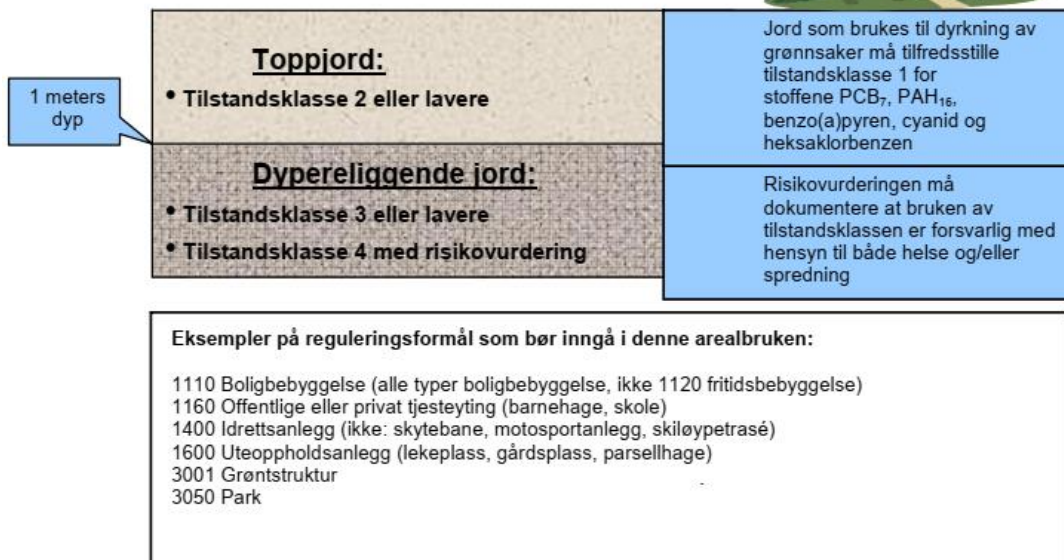 Toppjord:
• Tilstandsklasse 2 eller lavere
1 meters
dyp
Jord som brukes til dyrkning av
grønnsaker må tilfredsstille
tilstandsklasse 1 for
stoffene PCB₇, PAH₁₆,
benzo(a)pyren, cyanid og
heksaklorbenzen
Dypereliggende jord:
• Tilstandsklasse 3 eller lavere
• Tilstandsklasse 4 med risikovurdering
Risikovurderingen må
dokumentere at bruken av
tilstandsklassen er forsvarlig med
hensyn til både helse og/eller
spredning
Eksempler på reguleringsformål som bør inngå i denne arealbruken:
1110 Boligbebyggelse (alle typer boligbebyggelse, ikke 1120 fritidsbebyggelse)
1160 Offentlige eller privat tjesteyting (barnehage, skole)
1400 Idrettsanlegg (ikke: skytebane, motosportanlegg, skiløypetrasé)
1600 Uteoppholdsanlegg (lekeplass, gårdsplass, parsellhage)
3001 Grøntstruktur
3050 Park